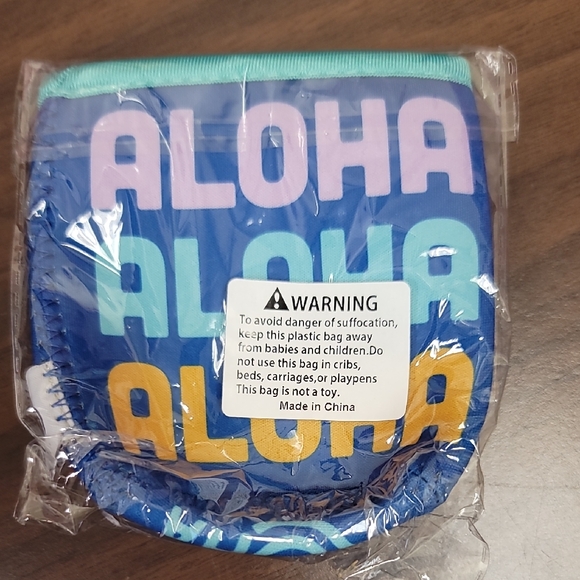 ALOHA
ALOHA
WARNING
To avoid danger of suffocation,
keep this plastic bag away
from babies and children.Do
not use this bag in cribs,
beds, carriages,or playpens
This bag is not a toy.
Made in China
ALOHA